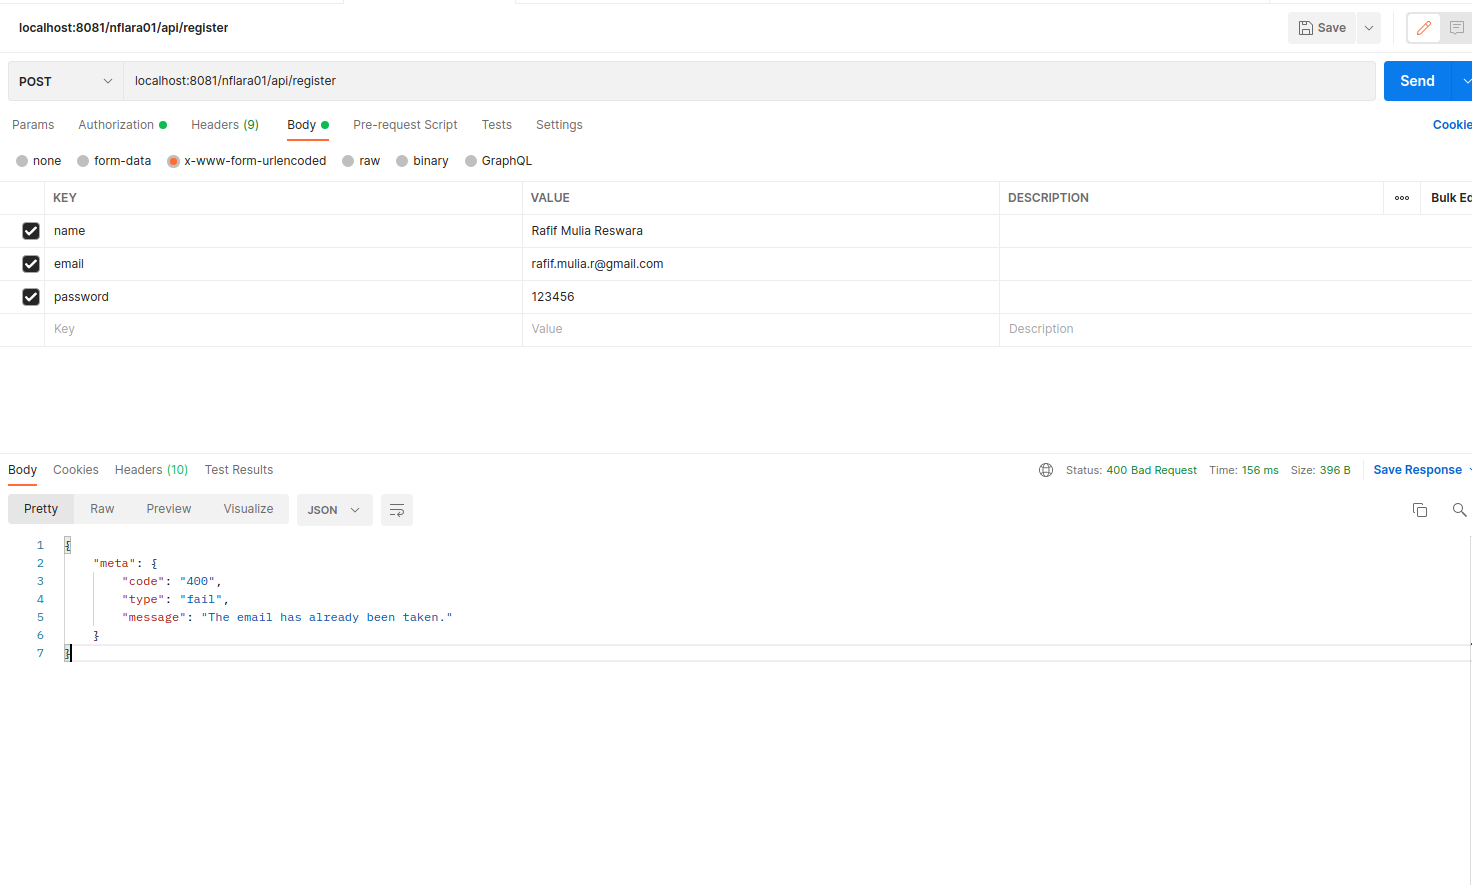 localhost:8081/nflara01/api/register
Save
POST localhost:8081/nflara01/api/register Send
Params Authorization Headers (9) Body Pre-request Script Tests Settings Cookie
none form-data x-www-form-urlencoded raw binary GraphQL
KEY VALUE DESCRIPTION Bulk Ed
name Rafif Mulia Reswara
email rafif.mulia.r@gmail.com
password 123456
Key Value Description
Body Cookies Headers (10) Test Results Status: 400 Bad Request Time: 156 ms Size: 396 B Save Response
Pretty Raw Preview Visualize JSON
1 {
2 "meta": {
3 "code": "400",
4 "type": "fail",
5 "message": "The email has already been taken."
6 }
7 }